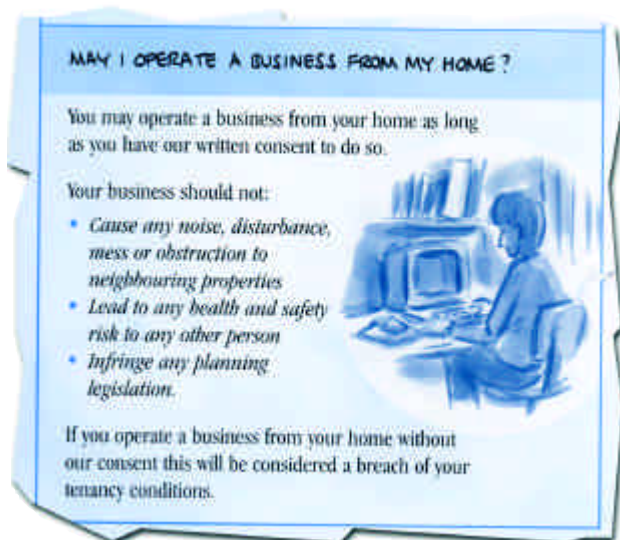 MAY I OPERATE A BUSINESS FROM MY HOME?
You may operate a business from your home as long
as you have our written consent to do so.
Your business should not:
• Cause any noise, disturbance,
mess or obstruction to
neighbouring properties
• Lead to any health and safety
risk to any other person
• Infringe any planning
legislation.
If you operate a business from your home without
our consent this will be considered a breach of your
tenancy conditions.